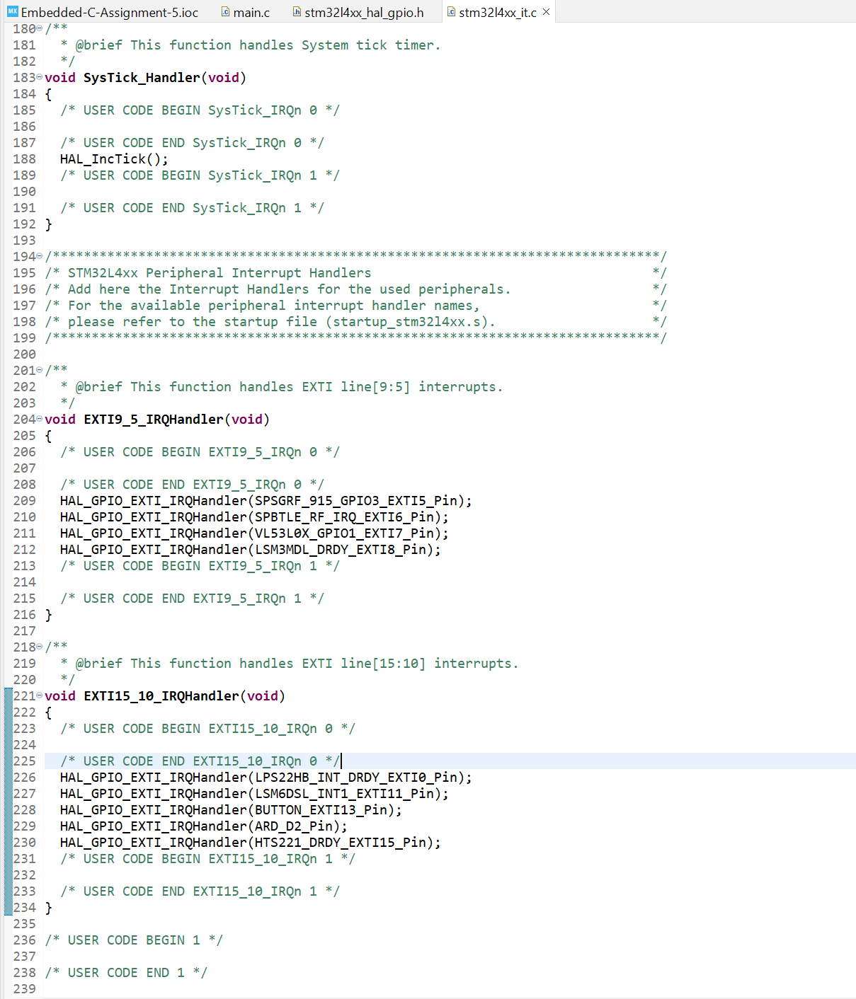 Embedded-C-Assignment-5.ioc main.c stm32l4xx_hal_gpio.h stm32l4xx_it.c
180 /**
181   * @brief This function handles System tick timer.
182   */
183 void SysTick_Handler(void)
184 {
185   /* USER CODE BEGIN SysTick_IRQn 0 */
186
187   /* USER CODE END SysTick_IRQn 0 */
188   HAL_IncTick();
189   /* USER CODE BEGIN SysTick_IRQn 1 */
190
191   /* USER CODE END SysTick_IRQn 1 */
192 }
193
194 /******************************************************************************/
195 /* STM32L4xx Peripheral Interrupt Handlers                                    */
196 /* Add here the Interrupt Handlers for the used peripherals.                  */
197 /* For the available peripheral interrupt handler names,                      */
198 /* please refer to the startup file (startup_stm32l4xx.s).                    */
199 /******************************************************************************/
200
201 /**
202   * @brief This function handles EXTI line[9:5] interrupts.
203   */
204 void EXTI9_5_IRQHandler(void)
205 {
206   /* USER CODE BEGIN EXTI9_5_IRQn 0 */
207
208   /* USER CODE END EXTI9_5_IRQn 0 */
209   HAL_GPIO_EXTI_IRQHandler(SPSGRF_915_GPIO3_EXTI5_Pin);
210   HAL_GPIO_EXTI_IRQHandler(SPBTLE_RF_IRQ_EXTI6_Pin);
211   HAL_GPIO_EXTI_IRQHandler(VL53L0X_GPIO1_EXTI7_Pin);
212   HAL_GPIO_EXTI_IRQHandler(LSM3MDL_DRDY_EXTI8_Pin);
213   /* USER CODE BEGIN EXTI9_5_IRQn 1 */
214
215   /* USER CODE END EXTI9_5_IRQn 1 */
216 }
217
218 /**
219   * @brief This function handles EXTI line[15:10] interrupts.
220   */
221 void EXTI15_10_IRQHandler(void)
222 {
223   /* USER CODE BEGIN EXTI15_10_IRQn 0 */
224
225   /* USER CODE END EXTI15_10_IRQn 0 */
226   HAL_GPIO_EXTI_IRQHandler(LPS22HB_INT_DRDY_EXTI0_Pin);
227   HAL_GPIO_EXTI_IRQHandler(LSM6DSL_INT1_EXTI11_Pin);
228   HAL_GPIO_EXTI_IRQHandler(BUTTON_EXTI13_Pin);
229   HAL_GPIO_EXTI_IRQHandler(ARD_D2_Pin);
230   HAL_GPIO_EXTI_IRQHandler(HTS221_DRDY_EXTI15_Pin);
231   /* USER CODE BEGIN EXTI15_10_IRQn 1 */
232
233   /* USER CODE END EXTI15_10_IRQn 1 */
234 }
235
236 /* USER CODE BEGIN 1 */
237
238 /* USER CODE END 1 */
239